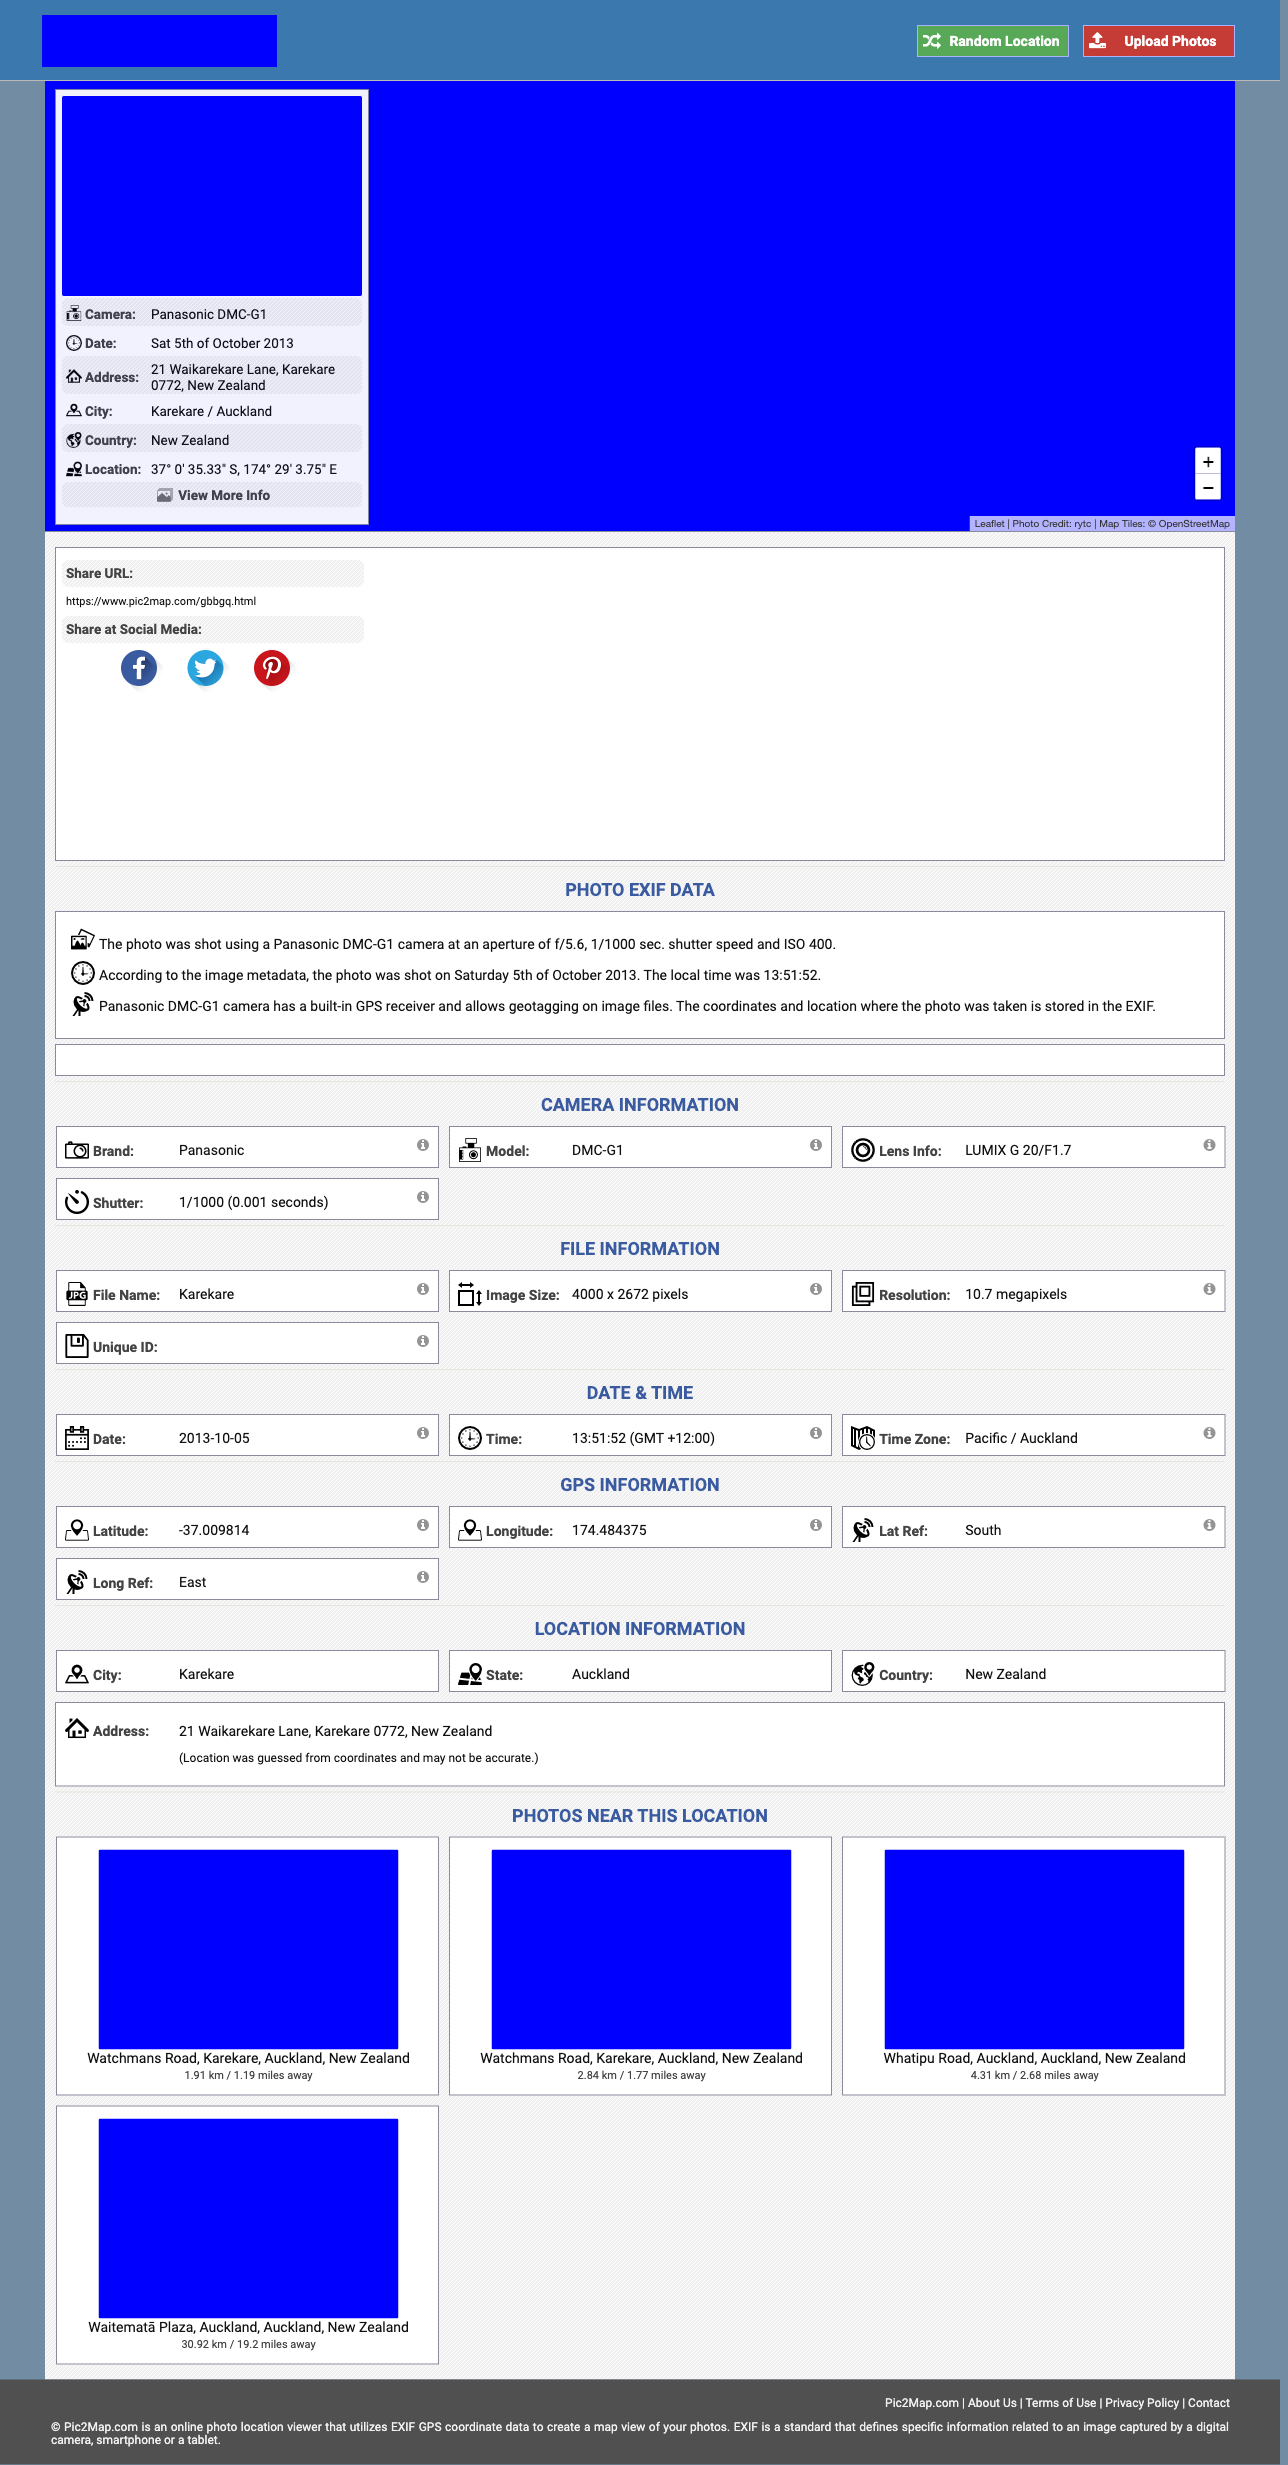 Random Location
Upload Photos
Camera: Panasonic DMC-G1
Date: Sat 5th of October 2013
Address: 21 Waikarekare Lane, Karekare
0772, New Zealand
City: Karekare / Auckland
Country: New Zealand
Location: 37° 0' 35.33" S, 174° 29' 3.75" E
View More Info
+
−
Leaflet | Photo Credit: rytc | Map Tiles: © OpenStreetMap
Share URL:
https://www.pic2map.com/gbbgq.html
Share at Social Media:
PHOTO EXIF DATA
The photo was shot using a Panasonic DMC-G1 camera at an aperture of f/5.6, 1/1000 sec. shutter speed and ISO 400.
According to the image metadata, the photo was shot on Saturday 5th of October 2013. The local time was 13:51:52.
Panasonic DMC-G1 camera has a built-in GPS receiver and allows geotagging on image files. The coordinates and location where the photo was taken is stored in the EXIF.
CAMERA INFORMATION
Brand: Panasonic
Model: DMC-G1
Lens Info: LUMIX G 20/F1.7
Shutter: 1/1000 (0.001 seconds)
FILE INFORMATION
JPG File Name: Karekare
Image Size: 4000 x 2672 pixels
Resolution: 10.7 megapixels
Unique ID:
DATE & TIME
Date: 2013-10-05
Time: 13:51:52 (GMT +12:00)
Time Zone: Pacific / Auckland
GPS INFORMATION
Latitude: -37.009814
Longitude: 174.484375
Lat Ref: South
Long Ref: East
LOCATION INFORMATION
City: Karekare
State: Auckland
Country: New Zealand
Address: 21 Waikarekare Lane, Karekare 0772, New Zealand
(Location was guessed from coordinates and may not be accurate.)
PHOTOS NEAR THIS LOCATION
Watchmans Road, Karekare, Auckland, New Zealand
1.91 km / 1.19 miles away
Watchmans Road, Karekare, Auckland, New Zealand
2.84 km / 1.77 miles away
Whatipu Road, Auckland, Auckland, New Zealand
4.31 km / 2.68 miles away
Waitematā Plaza, Auckland, Auckland, New Zealand
30.92 km / 19.2 miles away
Pic2Map.com | About Us | Terms of Use | Privacy Policy | Contact
© Pic2Map.com is an online photo location viewer that utilizes EXIF GPS coordinate data to create a map view of your photos. EXIF is a standard that defines specific information related to an image captured by a digital
camera, smartphone or a tablet.